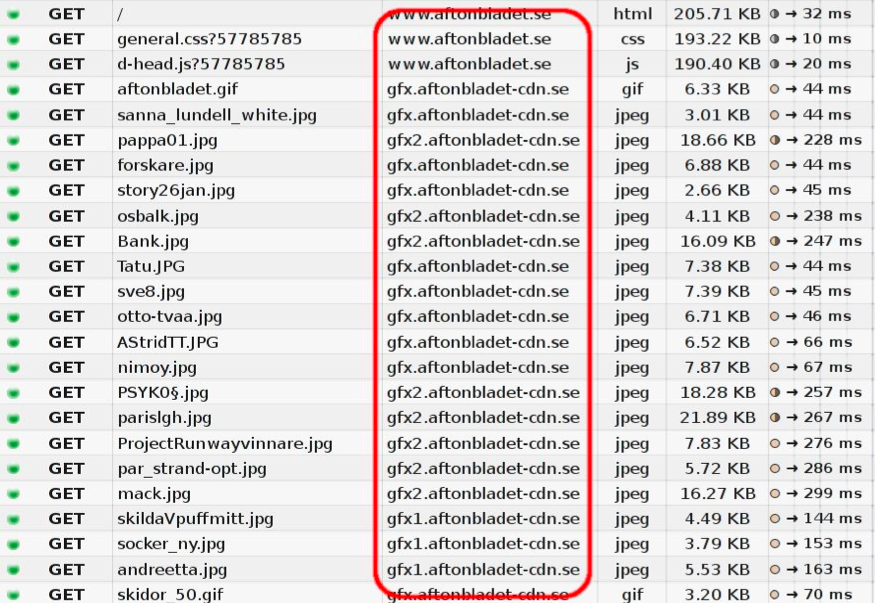 GET / www.aftonbladet.se html 205.71 KB → 32 ms
GET general.css?57785785 www.aftonbladet.se css 193.22 KB → 10 ms
GET d-head.js?57785785 www.aftonbladet.se js 190.40 KB → 20 ms
GET aftonbladet.gif gfx.aftonbladet-cdn.se gif 6.33 KB → 44 ms
GET sanna_lundell_white.jpg gfx.aftonbladet-cdn.se jpeg 3.01 KB → 44 ms
GET pappa01.jpg gfx2.aftonbladet-cdn.se jpeg 18.66 KB → 228 ms
GET forskare.jpg gfx.aftonbladet-cdn.se jpeg 6.88 KB → 44 ms
GET story26jan.jpg gfx.aftonbladet-cdn.se jpeg 2.66 KB → 45 ms
GET osbalk.jpg gfx2.aftonbladet-cdn.se jpeg 4.11 KB → 238 ms
GET Bank.jpg gfx2.aftonbladet-cdn.se jpeg 16.09 KB → 247 ms
GET Tatu.JPG gfx.aftonbladet-cdn.se jpeg 7.38 KB → 44 ms
GET sve8.jpg gfx.aftonbladet-cdn.se jpeg 7.39 KB → 45 ms
GET otto-tvaa.jpg gfx.aftonbladet-cdn.se jpeg 6.71 KB → 46 ms
GET AStridTT.JPG gfx.aftonbladet-cdn.se jpeg 6.52 KB → 66 ms
GET nimoy.jpg gfx.aftonbladet-cdn.se jpeg 7.87 KB → 67 ms
GET PSYK0§.jpg gfx2.aftonbladet-cdn.se jpeg 18.28 KB → 257 ms
GET parislgh.jpg gfx2.aftonbladet-cdn.se jpeg 21.89 KB → 267 ms
GET ProjectRunwayvinnare.jpg gfx2.aftonbladet-cdn.se jpeg 7.83 KB → 276 ms
GET par_strand-opt.jpg gfx2.aftonbladet-cdn.se jpeg 5.72 KB → 286 ms
GET mack.jpg gfx2.aftonbladet-cdn.se jpeg 16.27 KB → 299 ms
GET skildaVpuffmitt.jpg gfx1.aftonbladet-cdn.se jpeg 4.49 KB → 144 ms
GET socker_ny.jpg gfx1.aftonbladet-cdn.se jpeg 3.79 KB → 153 ms
GET andreetta.jpg gfx1.aftonbladet-cdn.se jpeg 5.53 KB → 163 ms
GET skidor_50.gif gfx.aftonbladet-cdn.se gif 3.20 KB → 70 ms